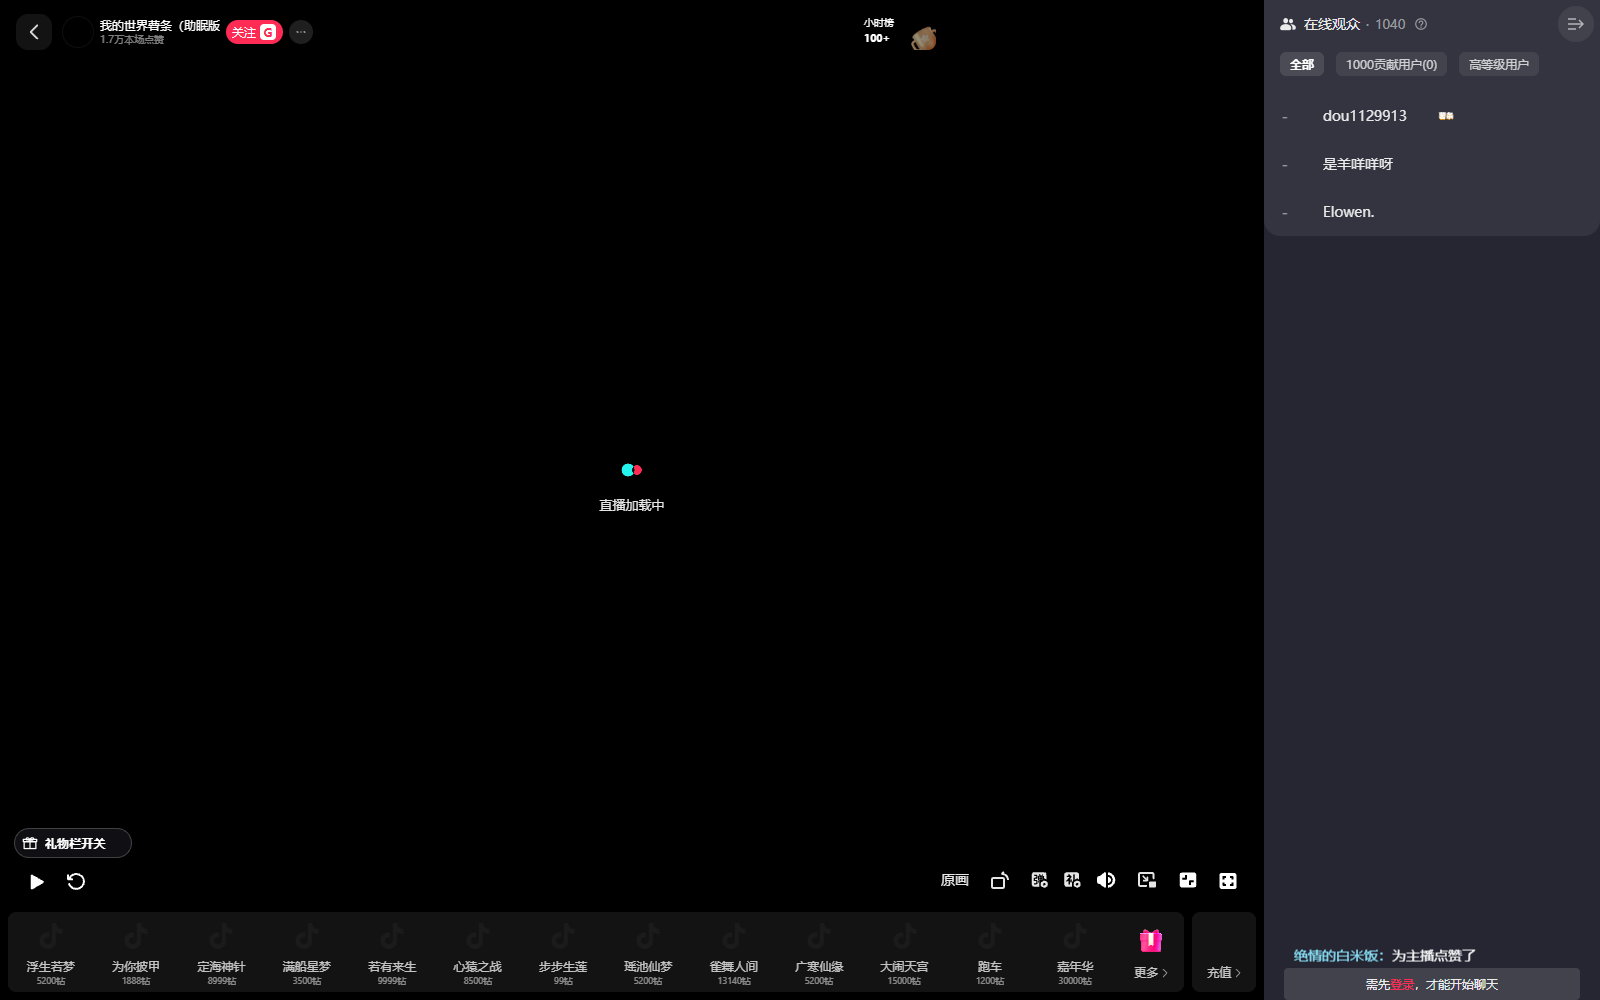 我的世界替条（助眠版
1.7万本场点赞
关注 G
小时榜
100+
在线观众 · 1040
全部
1000贡献用户(0)
高等级用户
- dou1129913
- 是羊咩咩呀
- Elowen.
直播加载中
礼物栏开关
原画
浮生若梦
5200钻
为你披甲
1888钻
定海神针
8999钻
满船星梦
3500钻
若有来生
9999钻
心猿之战
8500钻
步步生莲
99钻
瑶池仙梦
5200钻
雀舞人间
13140钻
广寒仙缘
5200钻
大闹天宫
15000钻
跑车
1200钻
嘉年华
30000钻
更多
充值
绝情的白米饭：为主播点赞了
需先登录，才能开始聊天